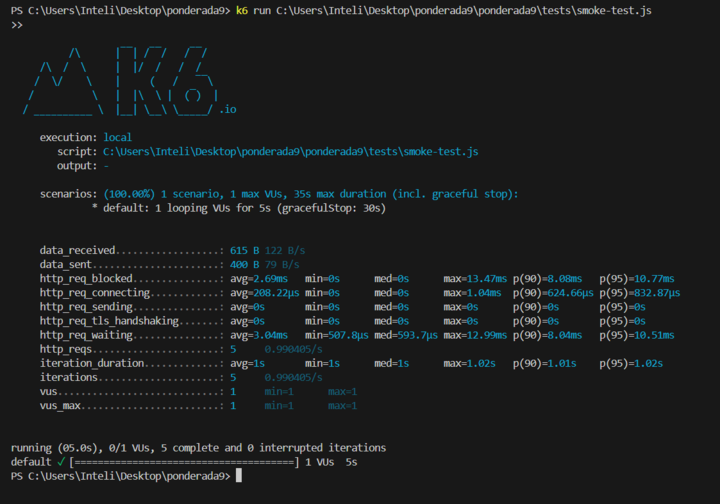 PS C:\Users\Inteli\Desktop\ponderada9> k6 run C:\Users\Inteli\Desktop\ponderada9\ponderada9\tests\smoke-test.js
>>
.io
execution: local
script: C:\Users\Inteli\Desktop\ponderada9\ponderada9\tests\smoke-test.js
output: -
scenarios: (100.00%) 1 scenario, 1 max VUs, 35s max duration (incl. graceful stop):
* default: 1 looping VUs for 5s (gracefulStop: 30s)
data_received..................: 615 B 122 B/s
data_sent......................: 400 B 79 B/s
http_req_blocked...............: avg=2.69ms min=0s med=0s max=13.47ms p(90)=8.08ms p(95)=10.77ms
http_req_connecting............: avg=208.22µs min=0s med=0s max=1.04ms p(90)=624.66µs p(95)=832.87µs
http_req_sending...............: avg=0s min=0s med=0s max=0s p(90)=0s p(95)=0s
http_req_tls_handshaking.......: avg=0s min=0s med=0s max=0s p(90)=0s p(95)=0s
http_req_waiting...............: avg=3.04ms min=507.8µs med=593.7µs max=12.99ms p(90)=8.04ms p(95)=10.51ms
http_reqs......................: 5 0.990405/s
iteration_duration.............: avg=1s min=1s med=1s max=1.02s p(90)=1.01s p(95)=1.02s
iterations.....................: 5 0.990405/s
vus............................: 1 min=1 max=1
vus_max........................: 1 min=1 max=1
running (05.0s), 0/1 VUs, 5 complete and 0 interrupted iterations
default ✓ [======================================] 1 VUs 5s
PS C:\Users\Inteli\Desktop\ponderada9>